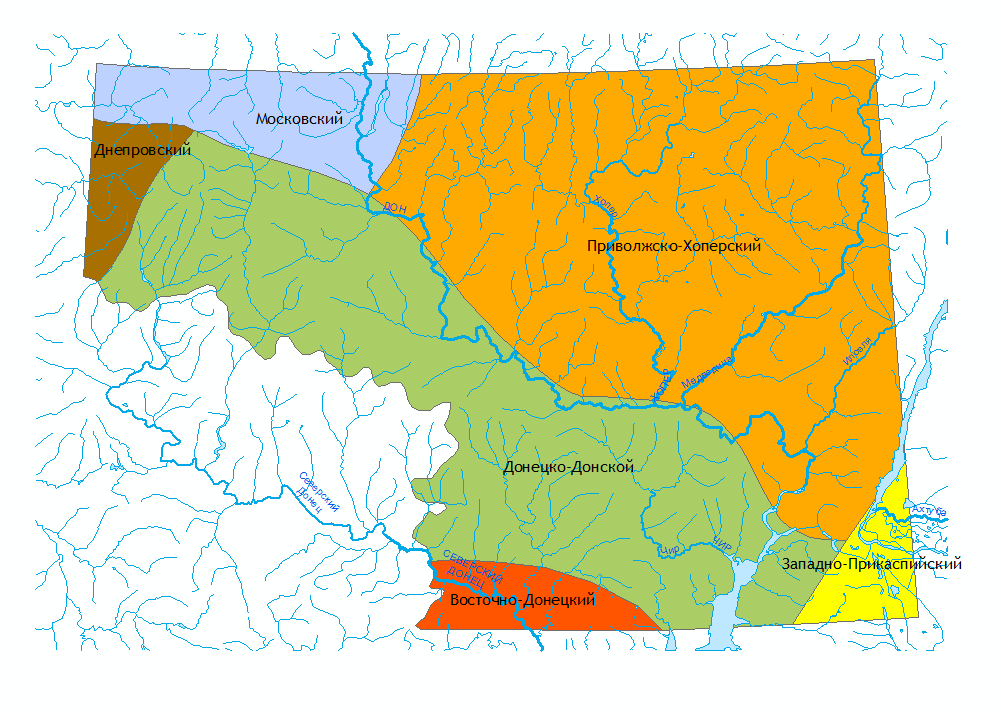 Московский
Днепровский
ДОН
Хопер
Приволжско-Хоперский
Иловля
Медведица
ХОПЕР
Донецко-Донской
Северский
Донец
Ахтуба
Чир
ЧИР
СЕВЕРСКИЙ
ДОНЕЦ
Западно-Прикаспийский
Восточно-Донецкий